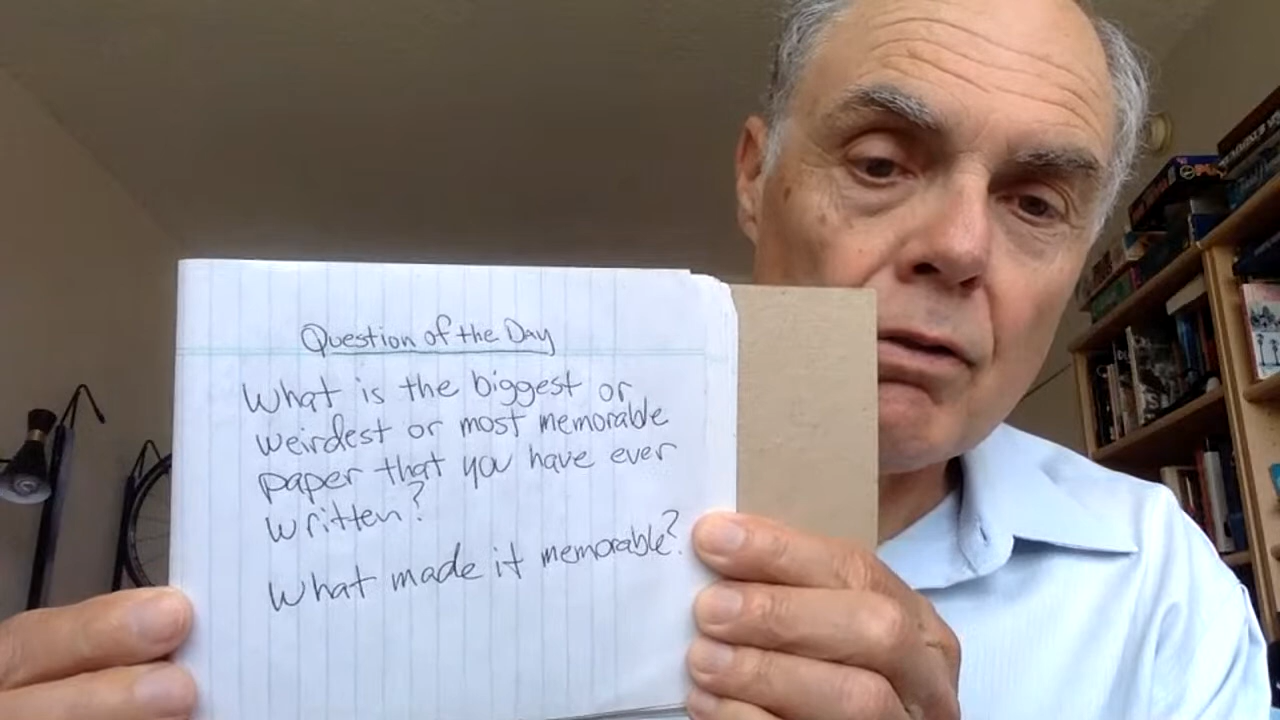 Question of the Day
What is the biggest or
weirdest or most memorable
paper that you have ever
written?
What made it memorable?